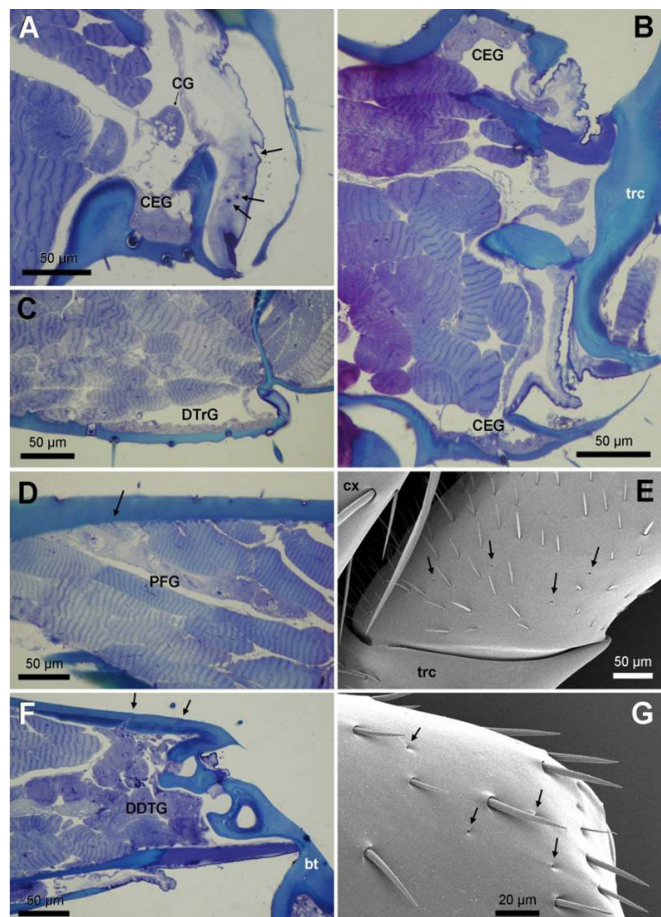 A
CG
CEG
50 µm
B
CEG
trc
CEG
50 µm
C
DTrG
50 µm
D
PFG
50 µm
E
cx
trc
50 µm
F
DDTG
bt
50 µm
G
20 µm